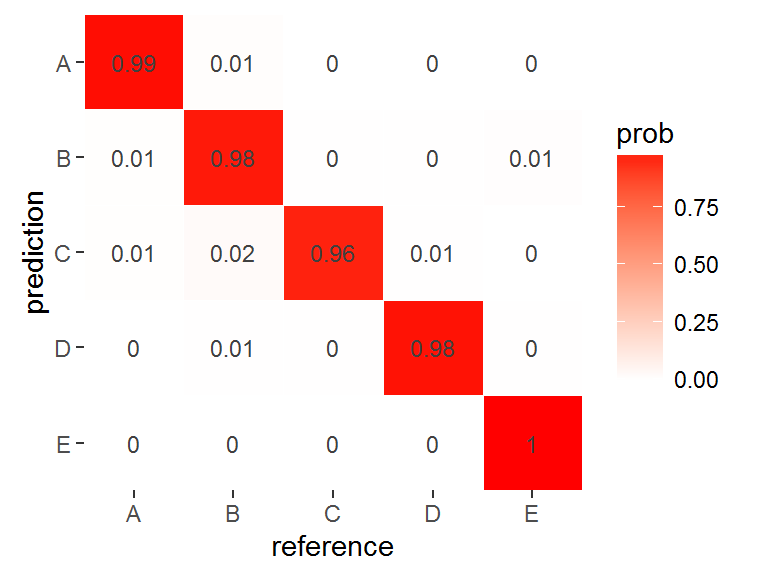 A 0.99 0.01 0 0 0
B 0.01 0.98 0 0 0.01
C 0.01 0.02 0.96 0.01 0
D 0 0.01 0 0.98 0
E 0 0 0 0 1
A B C D E
reference
prediction
prob
0.75
0.50
0.25
0.00